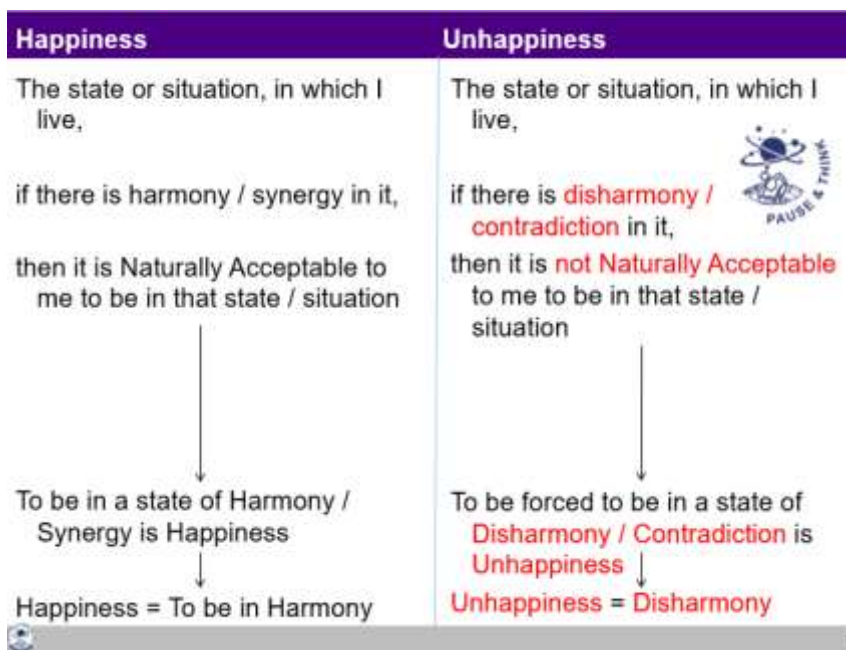 Happiness
The state or situation, in which I
live,
if there is harmony / synergy in it,
then it is Naturally Acceptable to
me to be in that state / situation
To be in a state of Harmony /
Synergy is Happiness
Happiness = To be in Harmony
Unhappiness
The state or situation, in which I
live,
if there is disharmony /
contradiction in it,
then it is not Naturally Acceptable
to me to be in that state /
situation
To be forced to be in a state of
Disharmony / Contradiction is
Unhappiness
Unhappiness = Disharmony
PAUSE & THINK